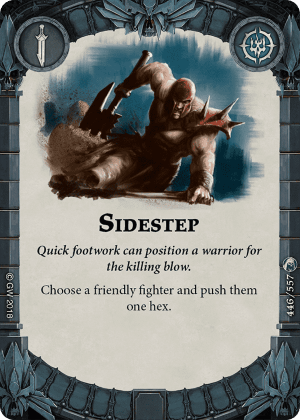 SIDESTEP
Quick footwork can position a warrior for
the killing blow.
Choose a friendly fighter and push them
one hex.
© GW 2018
446/557